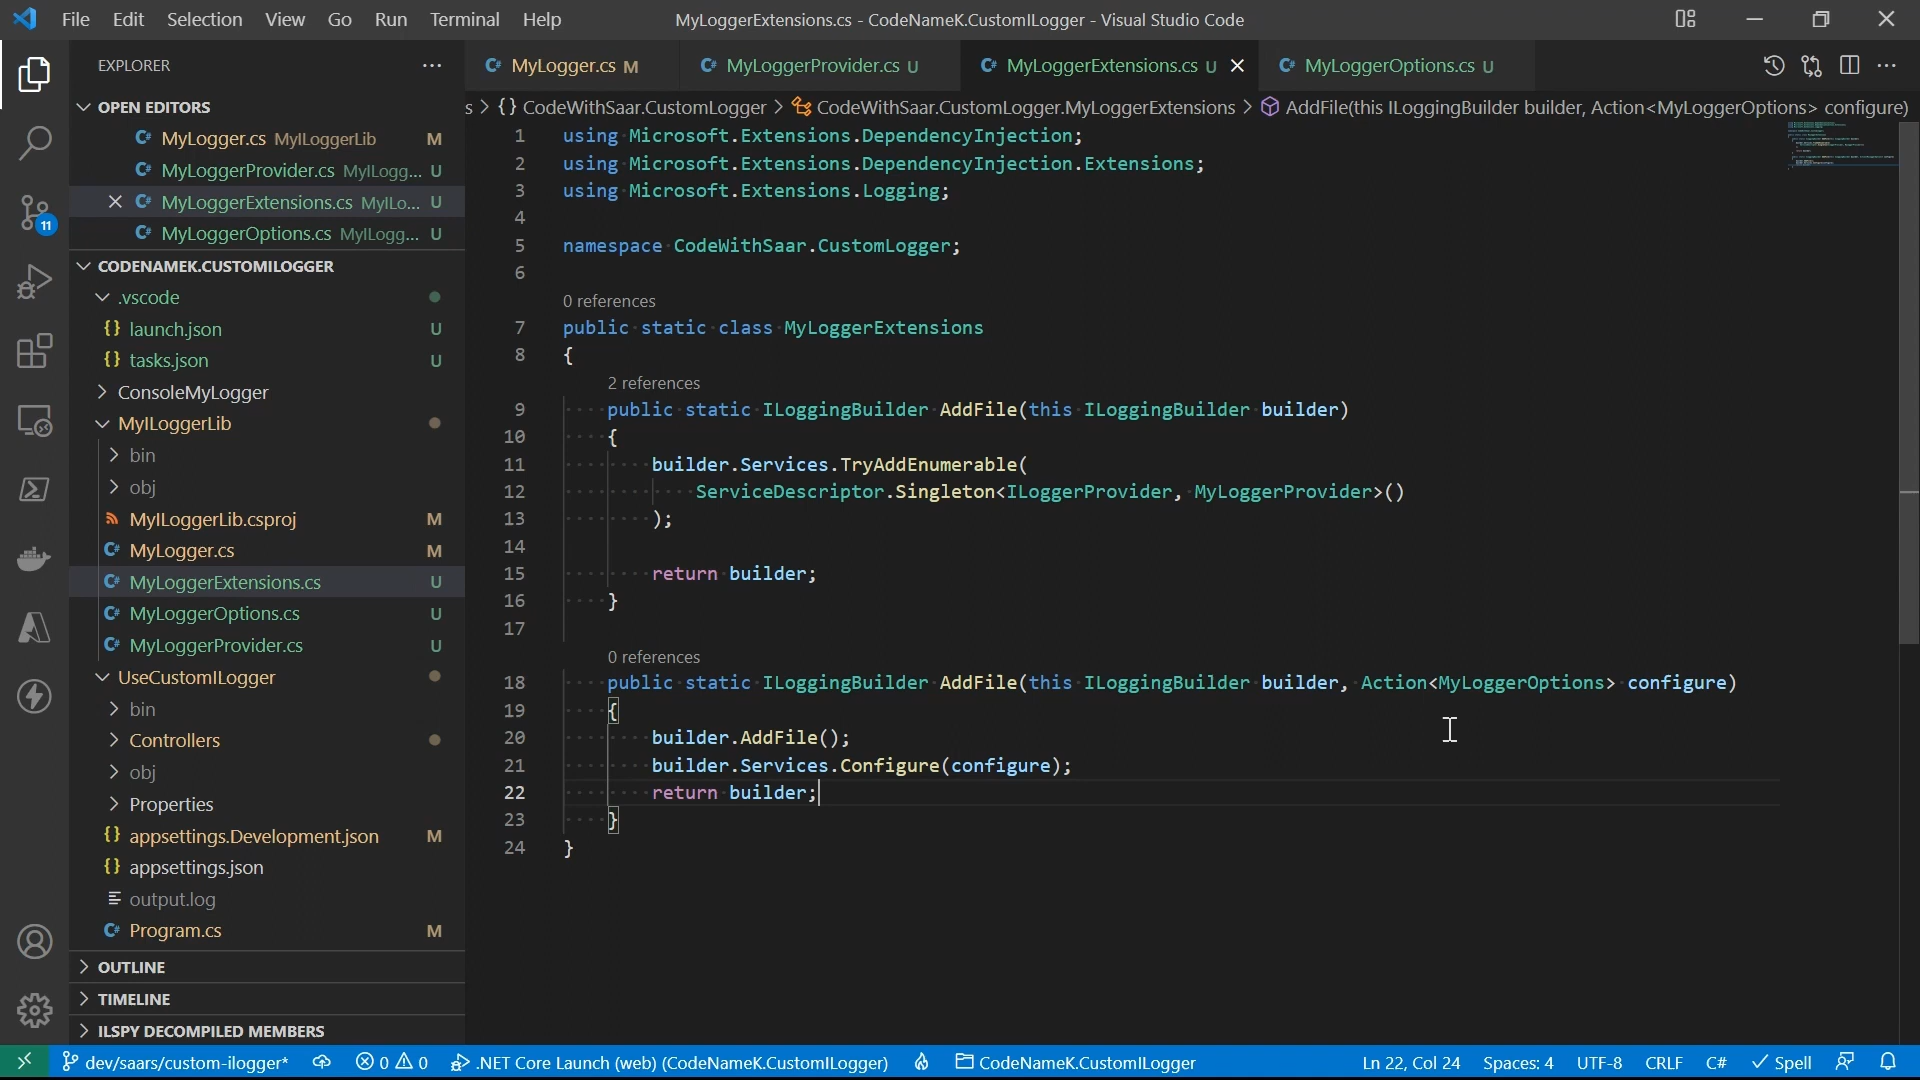 File Edit Selection View Go Run Terminal Help
MyLoggerExtensions.cs - CodeNameK.CustomILogger - Visual Studio Code
EXPLORER
MyLogger.cs M
MyLoggerProvider.cs U
MyLoggerExtensions.cs U
MyLoggerOptions.cs U
s > {} CodeWithSaar.CustomLogger > CodeWithSaar.CustomLogger.MyLoggerExtensions > AddFile(this ILoggingBuilder builder, Action<MyLoggerOptions> configure)
OPEN EDITORS
MyLogger.cs MyILoggerLib M
MyLoggerProvider.cs MyILogg... U
MyLoggerExtensions.cs MyILo... U
MyLoggerOptions.cs MyILogg... U
CODENAMEK.CUSTOMILOGGER
.vscode
{} launch.json U
{} tasks.json U
ConsoleMyLogger
MyILoggerLib
bin
obj
MyILoggerLib.csproj M
MyLogger.cs M
MyLoggerExtensions.cs U
MyLoggerOptions.cs U
MyLoggerProvider.cs U
UseCustomILogger
bin
Controllers
obj
Properties
{} appsettings.Development.json M
{} appsettings.json
output.log
Program.cs M
OUTLINE
TIMELINE
ILSPY DECOMPILED MEMBERS
11
1 using Microsoft.Extensions.DependencyInjection;
2 using Microsoft.Extensions.DependencyInjection.Extensions;
3 using Microsoft.Extensions.Logging;
4
5 namespace CodeWithSaar.CustomLogger;
6
0 references
7 public static class MyLoggerExtensions
8 {
2 references
9 public static ILoggingBuilder AddFile(this ILoggingBuilder builder)
10 {
11 builder.Services.TryAddEnumerable(
12 ServiceDescriptor.Singleton<ILoggerProvider, MyLoggerProvider>()
13 );
14
15 return builder;
16 }
17
0 references
18 public static ILoggingBuilder AddFile(this ILoggingBuilder builder, Action<MyLoggerOptions> configure)
19 {
20 builder.AddFile();
21 builder.Services.Configure(configure);
22 return builder;
23 }
24 }
dev/saars/custom-ilogger* 0 0 .NET Core Launch (web) (CodeNameK.CustomILogger) CodeNameK.CustomILogger Ln 22, Col 24 Spaces: 4 UTF-8 CRLF C# Spell